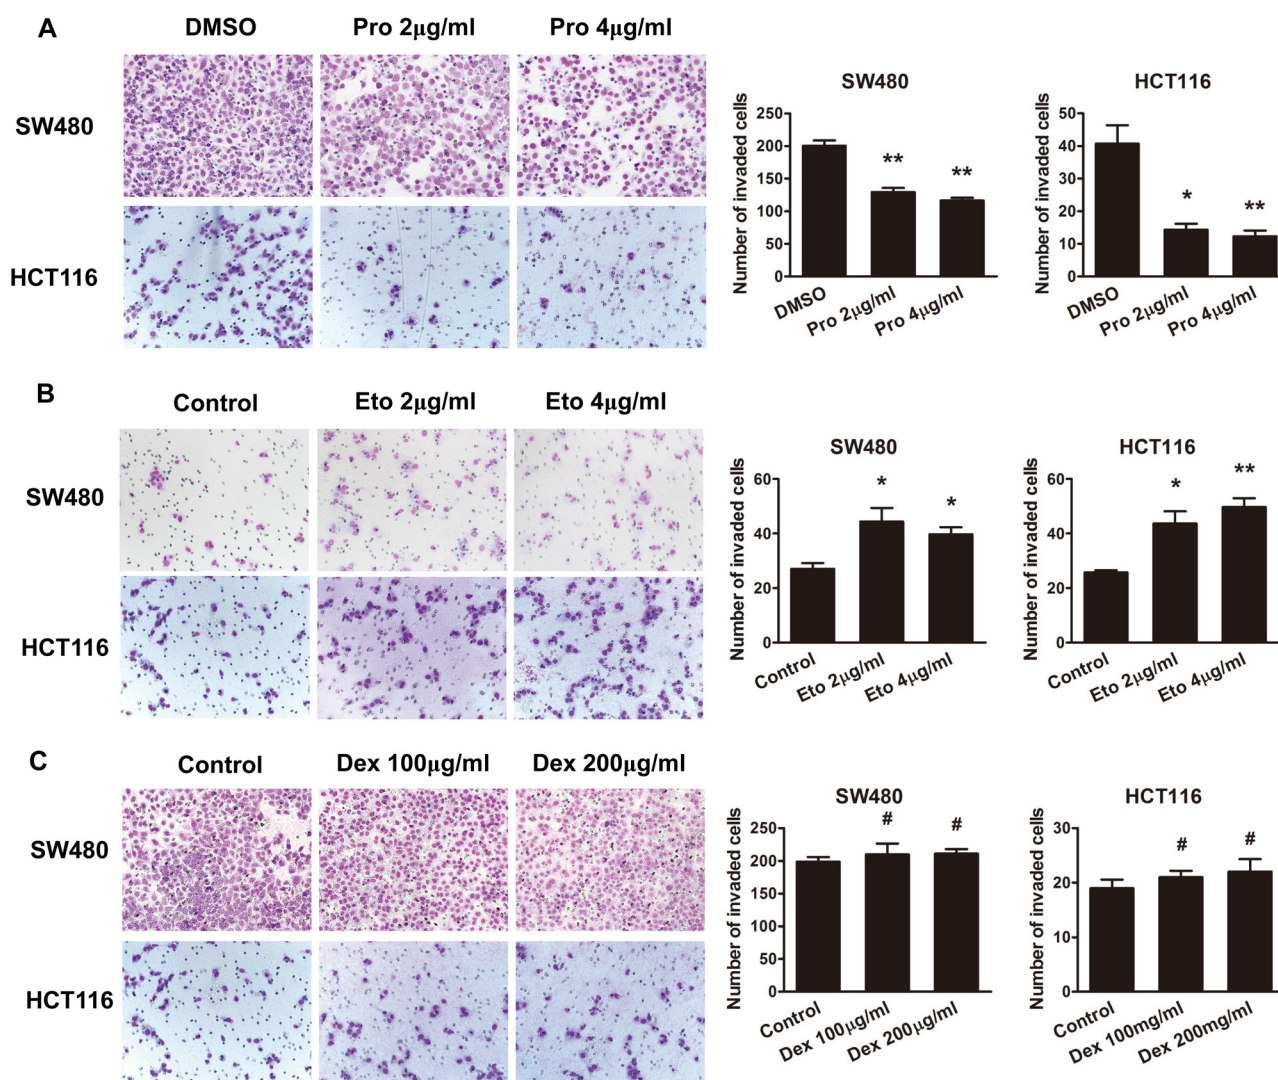 A
DMSO
Pro 2μg/ml
Pro 4μg/ml
SW480
HCT116
SW480
Number of invaded cells
250
200
150
100
50
0
**
**
DMSO
Pro 2μg/ml
Pro 4μg/ml
HCT116
Number of invaded cells
50
40
30
20
10
0
*
**
DMSO
Pro 2μg/ml
Pro 4μg/ml
B
Control
Eto 2μg/ml
Eto 4μg/ml
SW480
HCT116
SW480
Number of invaded cells
60
40
20
0
*
*
Control
Eto 2μg/ml
Eto 4μg/ml
HCT116
Number of invaded cells
60
40
20
0
*
**
Control
Eto 2μg/ml
Eto 4μg/ml
C
Control
Dex 100μg/ml
Dex 200μg/ml
SW480
HCT116
SW480
Number of invaded cells
250
200
150
100
50
0
#
#
Control
Dex 100μg/ml
Dex 200μg/ml
HCT116
Number of invaded cells
30
20
10
0
#
#
Control
Dex 100mg/ml
Dex 200mg/ml